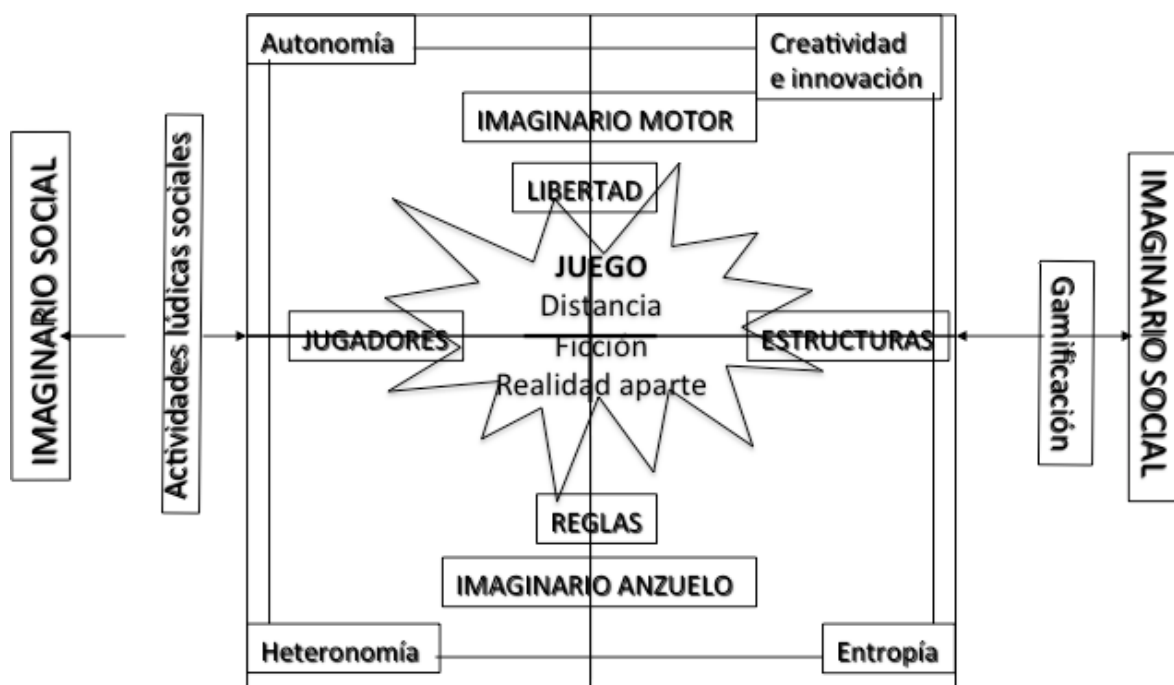 Autonomía
Creatividad
e innovación
IMAGINARIO MOTOR
LIBERTAD
IMAGINARIO SOCIAL
Actividades lúdicas sociales
JUEGO
Distancia
JUGADORES
Ficción
ESTRUCTURAS
Realidad aparte
Gamificación
IMAGINARIO SOCIAL
REGLAS
IMAGINARIO ANZUELO
Heteronomía
Entropía